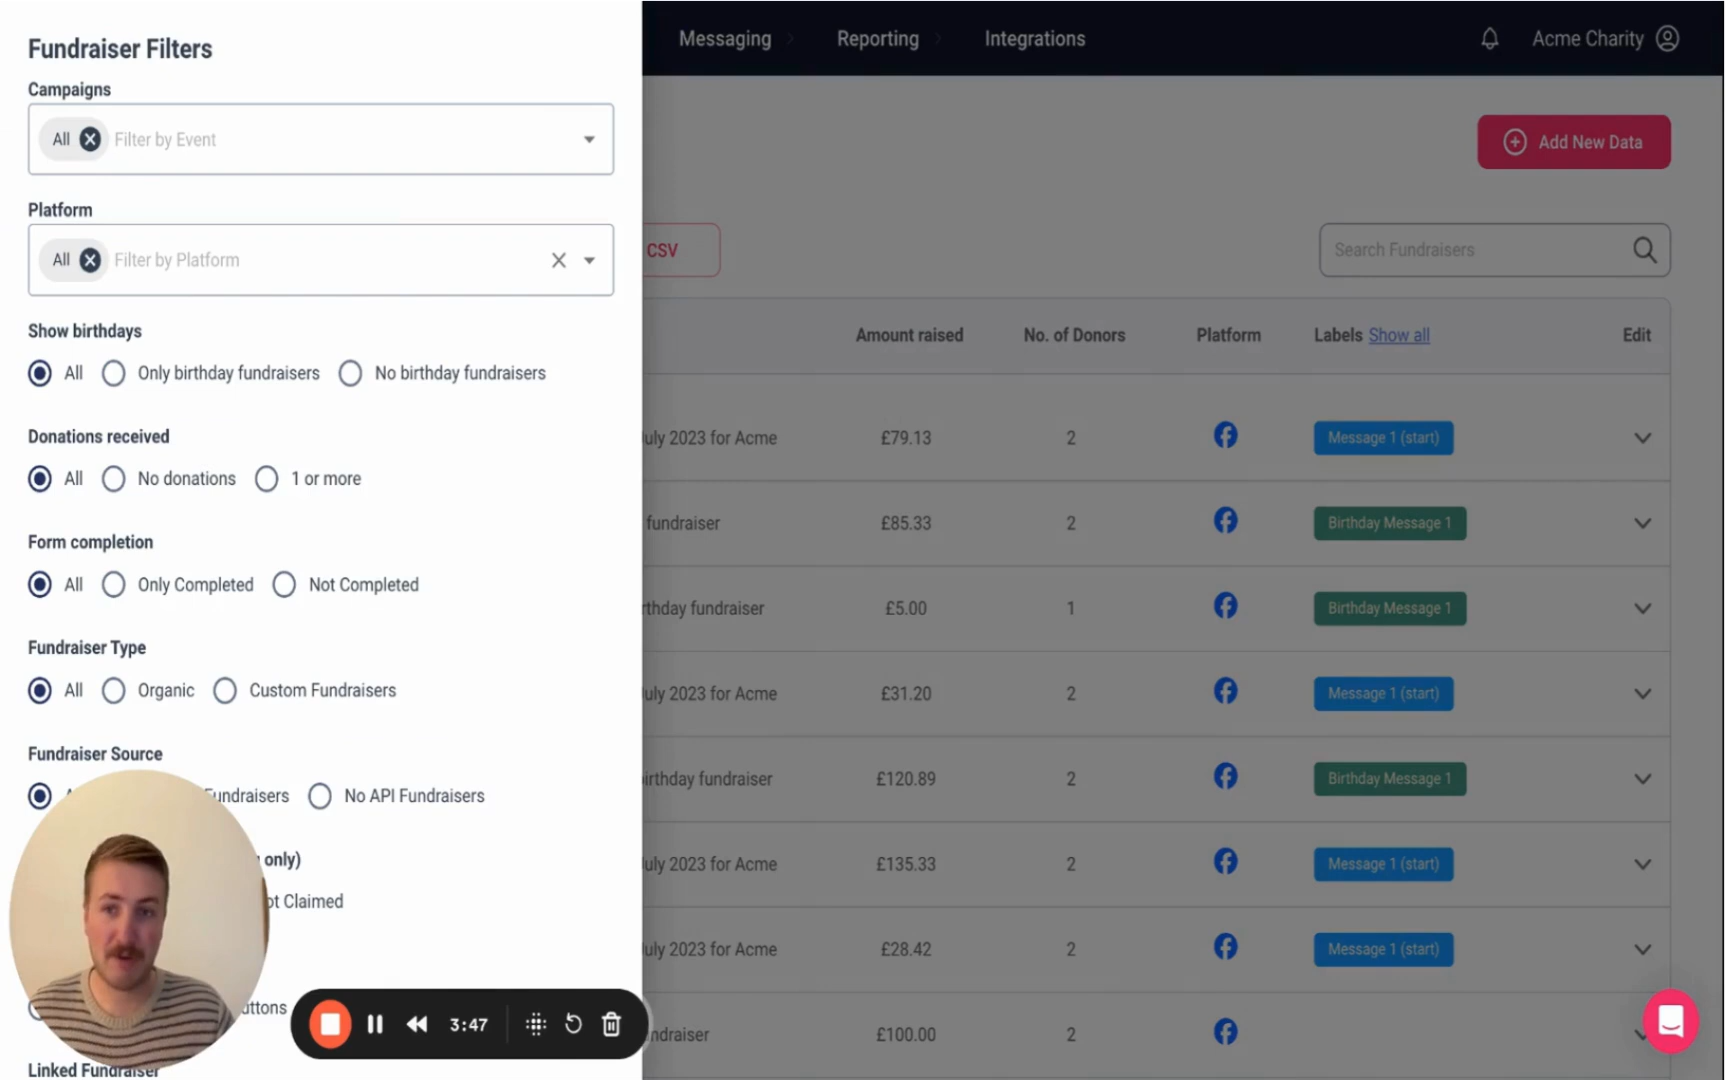 Fundraiser Filters
Messaging
Reporting
Integrations
Acme Charity
Campaigns
All
Filter by Event
Add New Data
Platform
All
Filter by Platform
CSV
Search Fundraisers
Show birthdays
All
Only birthday fundraisers
No birthday fundraisers
Amount raised
No. of Donors
Platform
Labels Show all
Edit
Donations received
All
No donations
1 or more
uly 2023 for Acme
£79.13
2
Message 1 (start)
fundraiser
£85.33
2
Birthday Message 1
Form completion
All
Only Completed
Not Completed
rthday fundraiser
£5.00
1
Birthday Message 1
Fundraiser Type
All
Organic
Custom Fundraisers
uly 2023 for Acme
£31.20
2
Message 1 (start)
Fundraiser Source
Fundraisers
No API Fundraisers
irthday fundraiser
£120.89
2
Birthday Message 1
only)
ot Claimed
uly 2023 for Acme
£135.33
2
Message 1 (start)
uly 2023 for Acme
£28.42
2
Message 1 (start)
uttons
3:47
ndraiser
£100.00
2
Linked Fundraiser